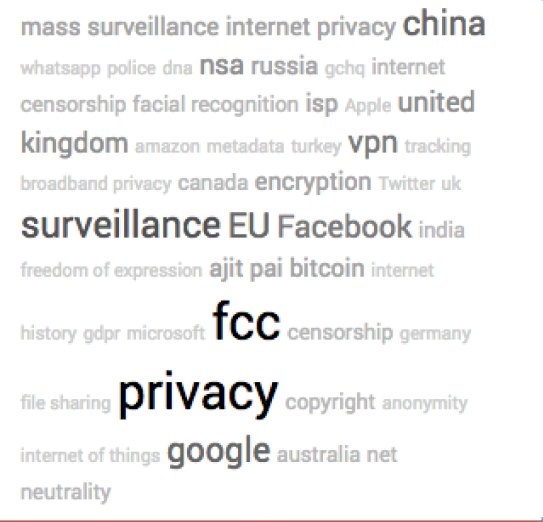 mass surveillance internet privacy china
whatsapp police dna nsa russia gchq internet
censorship facial recognition isp Apple united
kingdom amazon metadata turkey vpn tracking
broadband privacy canada encryption Twitter uk
surveillance EU Facebook india
freedom of expression ajit pai bitcoin internet
history gdpr microsoft fcc censorship germany
file sharing privacy copyright anonymity
internet of things google australia net
neutrality